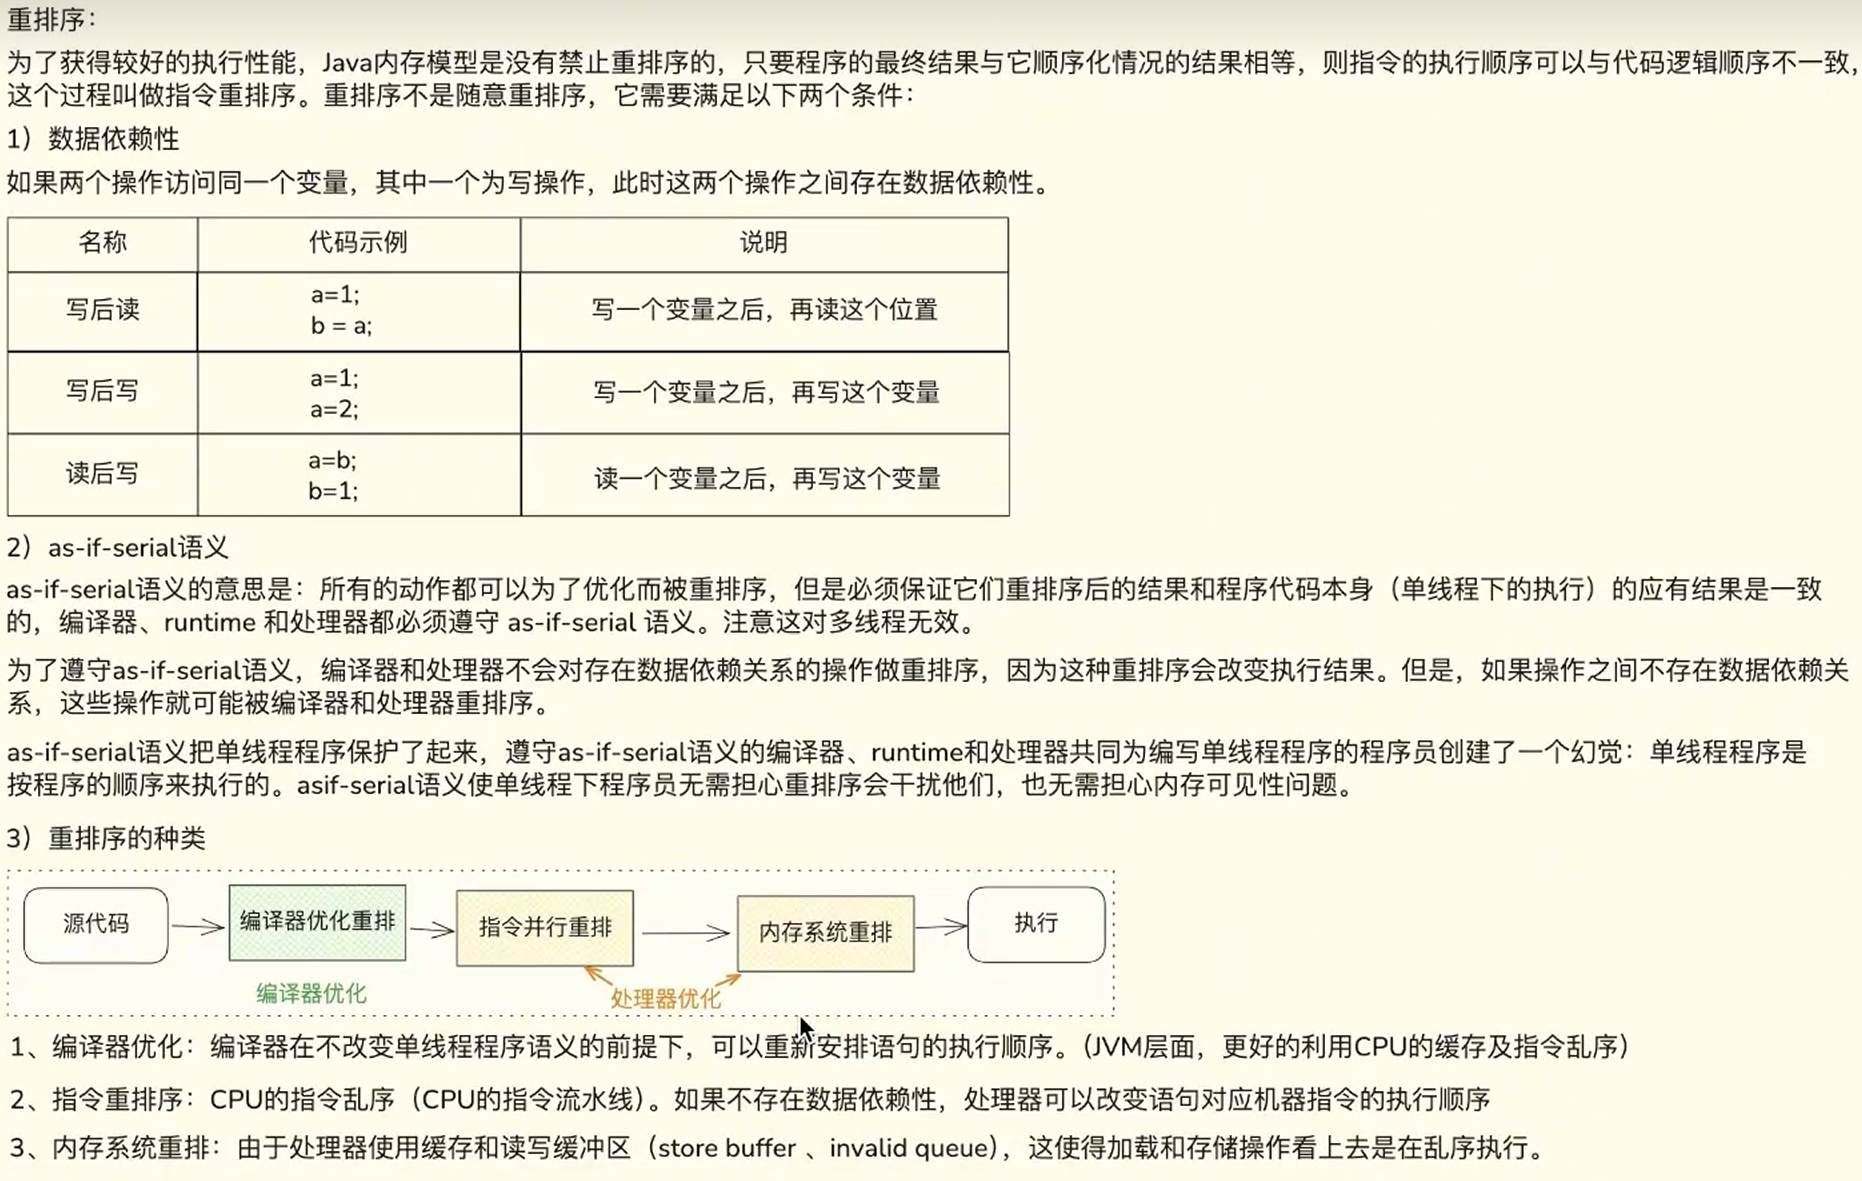 重排序：
为了获得较好的执行性能，Java内存模型是没有禁止重排序的，只要程序的最终结果与它顺序化情况的结果相等，则指令的执行顺序可以与代码逻辑顺序不一致，
这个过程叫做指令重排序。重排序不是随意重排序，它需要满足以下两个条件：
1）数据依赖性
如果两个操作访问同一个变量，其中一个为写操作，此时这两个操作之间存在数据依赖性。
名称 代码示例 说明
写后读
a=1;
b = a;
写一个变量之后，再读这个位置
写后写
a=1;
a=2;
写一个变量之后，再写这个变量
读后写
a=b;
b=1;
读一个变量之后，再写这个变量
2）as-if-serial语义
as-if-serial语义的意思是：所有的动作都可以为了优化而被重排序，但是必须保证它们重排序后的结果和程序代码本身（单线程下的执行）的应有结果是一致
的，编译器、runtime 和处理器都必须遵守 as-if-serial 语义。注意这对多线程无效。
为了遵守as-if-serial语义，编译器和处理器不会对存在数据依赖关系的操作做重排序，因为这种重排序会改变执行结果。但是，如果操作之间不存在数据依赖关
系，这些操作就可能被编译器和处理器重排序。
as-if-serial语义把单线程程序保护了起来，遵守as-if-serial语义的编译器、runtime和处理器共同为编写单线程程序的程序员创建了一个幻觉：单线程程序是
按程序的顺序来执行的。asif-serial语义使单线程下程序员无需担心重排序会干扰他们，也无需担心内存可见性问题。
3）重排序的种类
源代码 编译器优化重排 指令并行重排 内存系统重排 执行
编译器优化 处理器优化
1、编译器优化：编译器在不改变单线程程序语义的前提下，可以重新安排语句的执行顺序。（JVM层面，更好的利用CPU的缓存及指令乱序）
2、指令重排序：CPU的指令乱序（CPU的指令流水线）。如果不存在数据依赖性，处理器可以改变语句对应机器指令的执行顺序
3、内存系统重排：由于处理器使用缓存和读写缓冲区（store buffer 、invalid queue），这使得加载和存储操作看上去是在乱序执行。